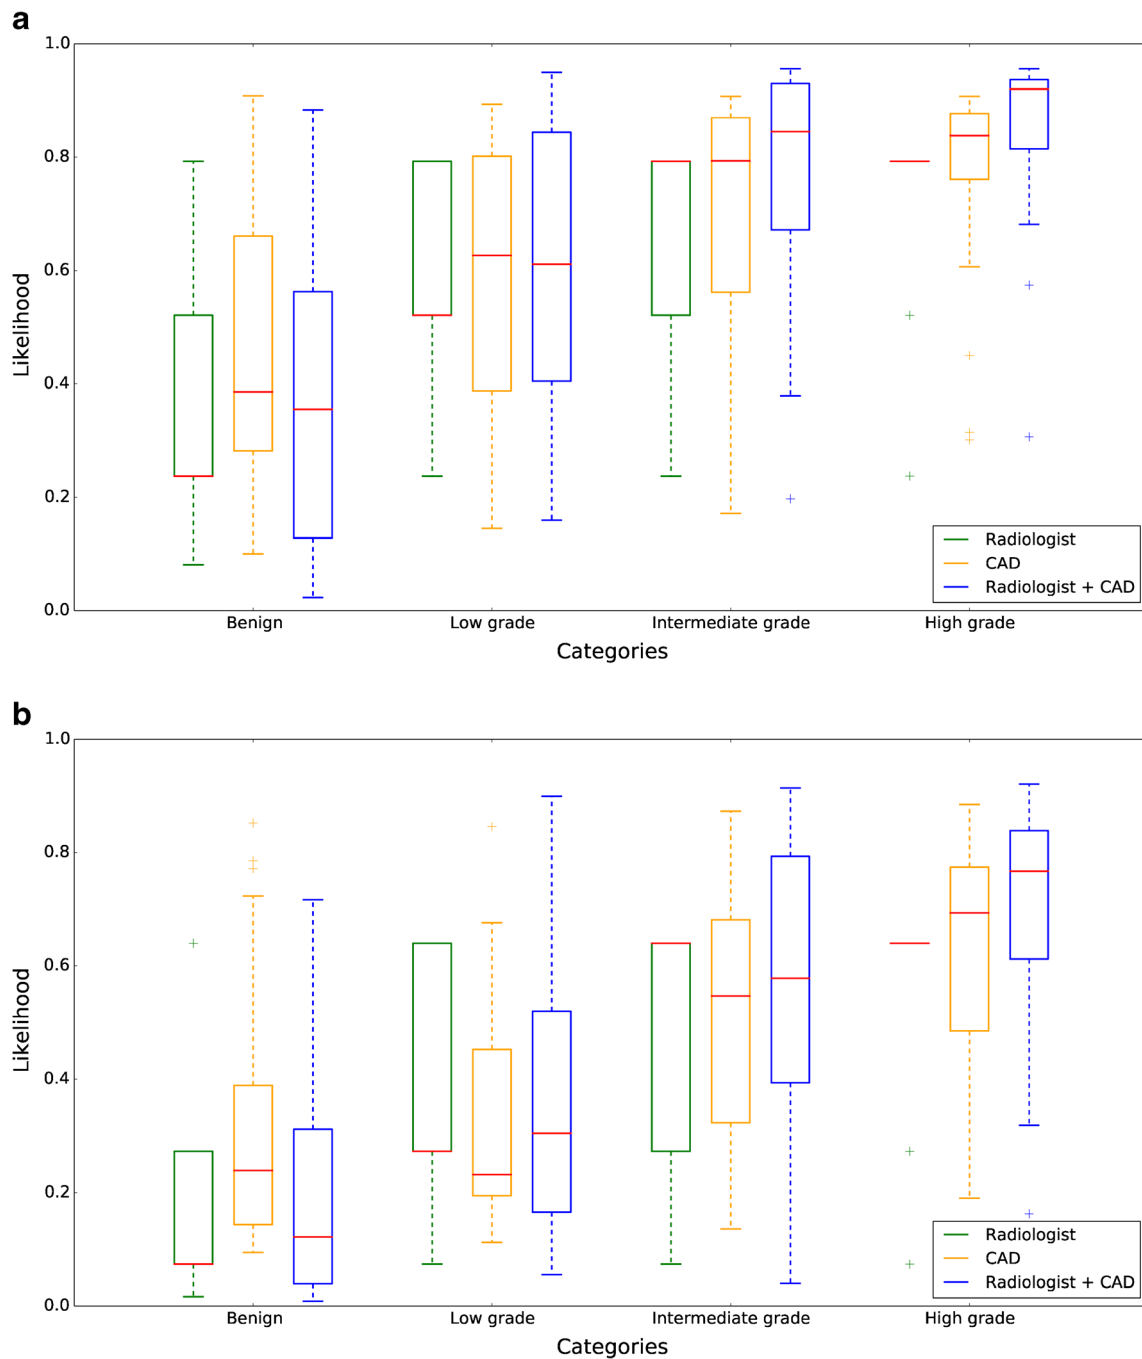 a
1.0
0.8
0.6
0.4
0.2
0.0
Likelihood
Radiologist
CAD
Radiologist + CAD
Benign
Low grade
Intermediate grade
High grade
Categories
b
1.0
0.8
0.6
0.4
0.2
0.0
Likelihood
Radiologist
CAD
Radiologist + CAD
Benign
Low grade
Intermediate grade
High grade
Categories